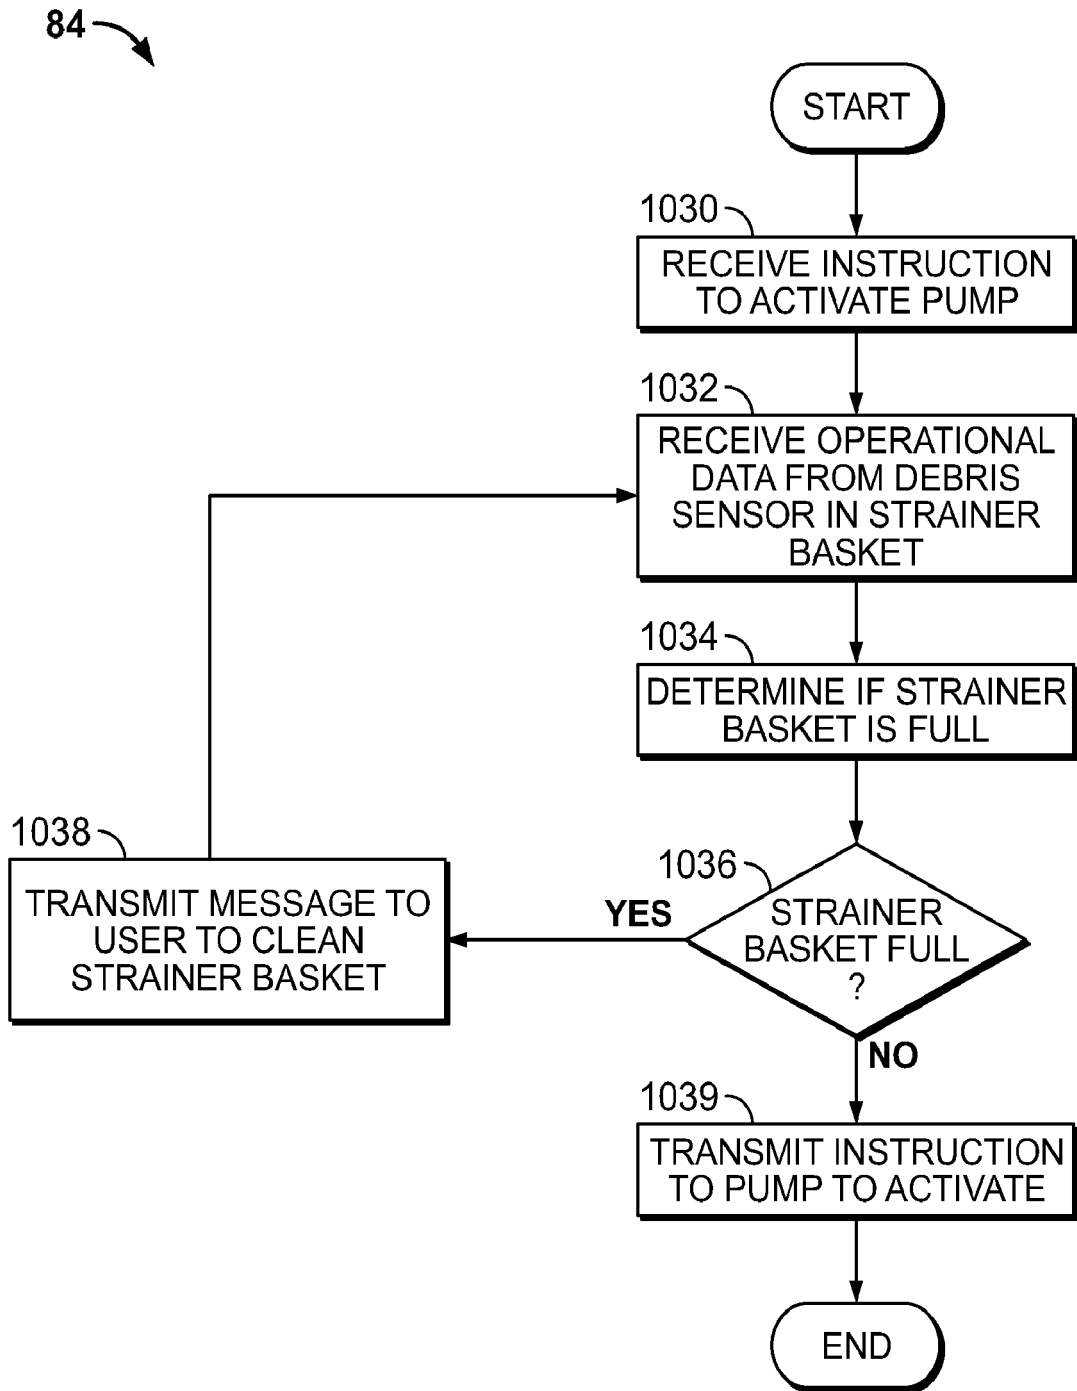 84
START
1030
RECEIVE INSTRUCTION
TO ACTIVATE PUMP
1032
RECEIVE OPERATIONAL
DATA FROM DEBRIS
SENSOR IN STRAINER
BASKET
1034
DETERMINE IF STRAINER
BASKET IS FULL
1036
STRAINER
BASKET FULL
?
YES
1038
TRANSMIT MESSAGE TO
USER TO CLEAN
STRAINER BASKET
NO
1039
TRANSMIT INSTRUCTION
TO PUMP TO ACTIVATE
END